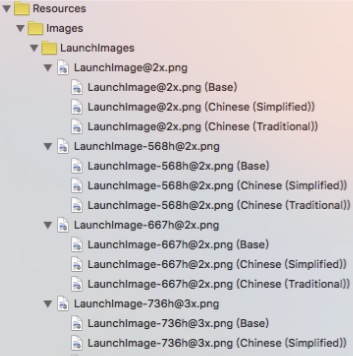 Resources
Images
LaunchImages
LaunchImage@2x.png
LaunchImage@2x.png (Base)
LaunchImage@2x.png (Chinese (Simplified))
LaunchImage@2x.png (Chinese (Traditional))
LaunchImage-568h@2x.png
LaunchImage-568h@2x.png (Base)
LaunchImage-568h@2x.png (Chinese (Simplified))
LaunchImage-568h@2x.png (Chinese (Traditional))
LaunchImage-667h@2x.png
LaunchImage-667h@2x.png (Base)
LaunchImage-667h@2x.png (Chinese (Simplified))
LaunchImage-667h@2x.png (Chinese (Traditional))
LaunchImage-736h@3x.png
LaunchImage-736h@3x.png (Base)
LaunchImage-736h@3x.png (Chinese (Simplified))